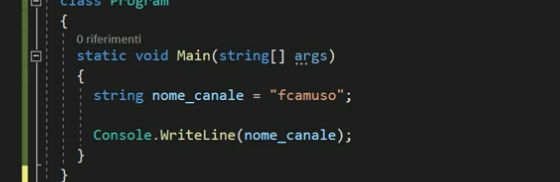 class Program
{
0 riferimenti
static void Main(string[] args)
{
string nome_canale = "fcamuso";
Console.WriteLine(nome_canale);
}
}